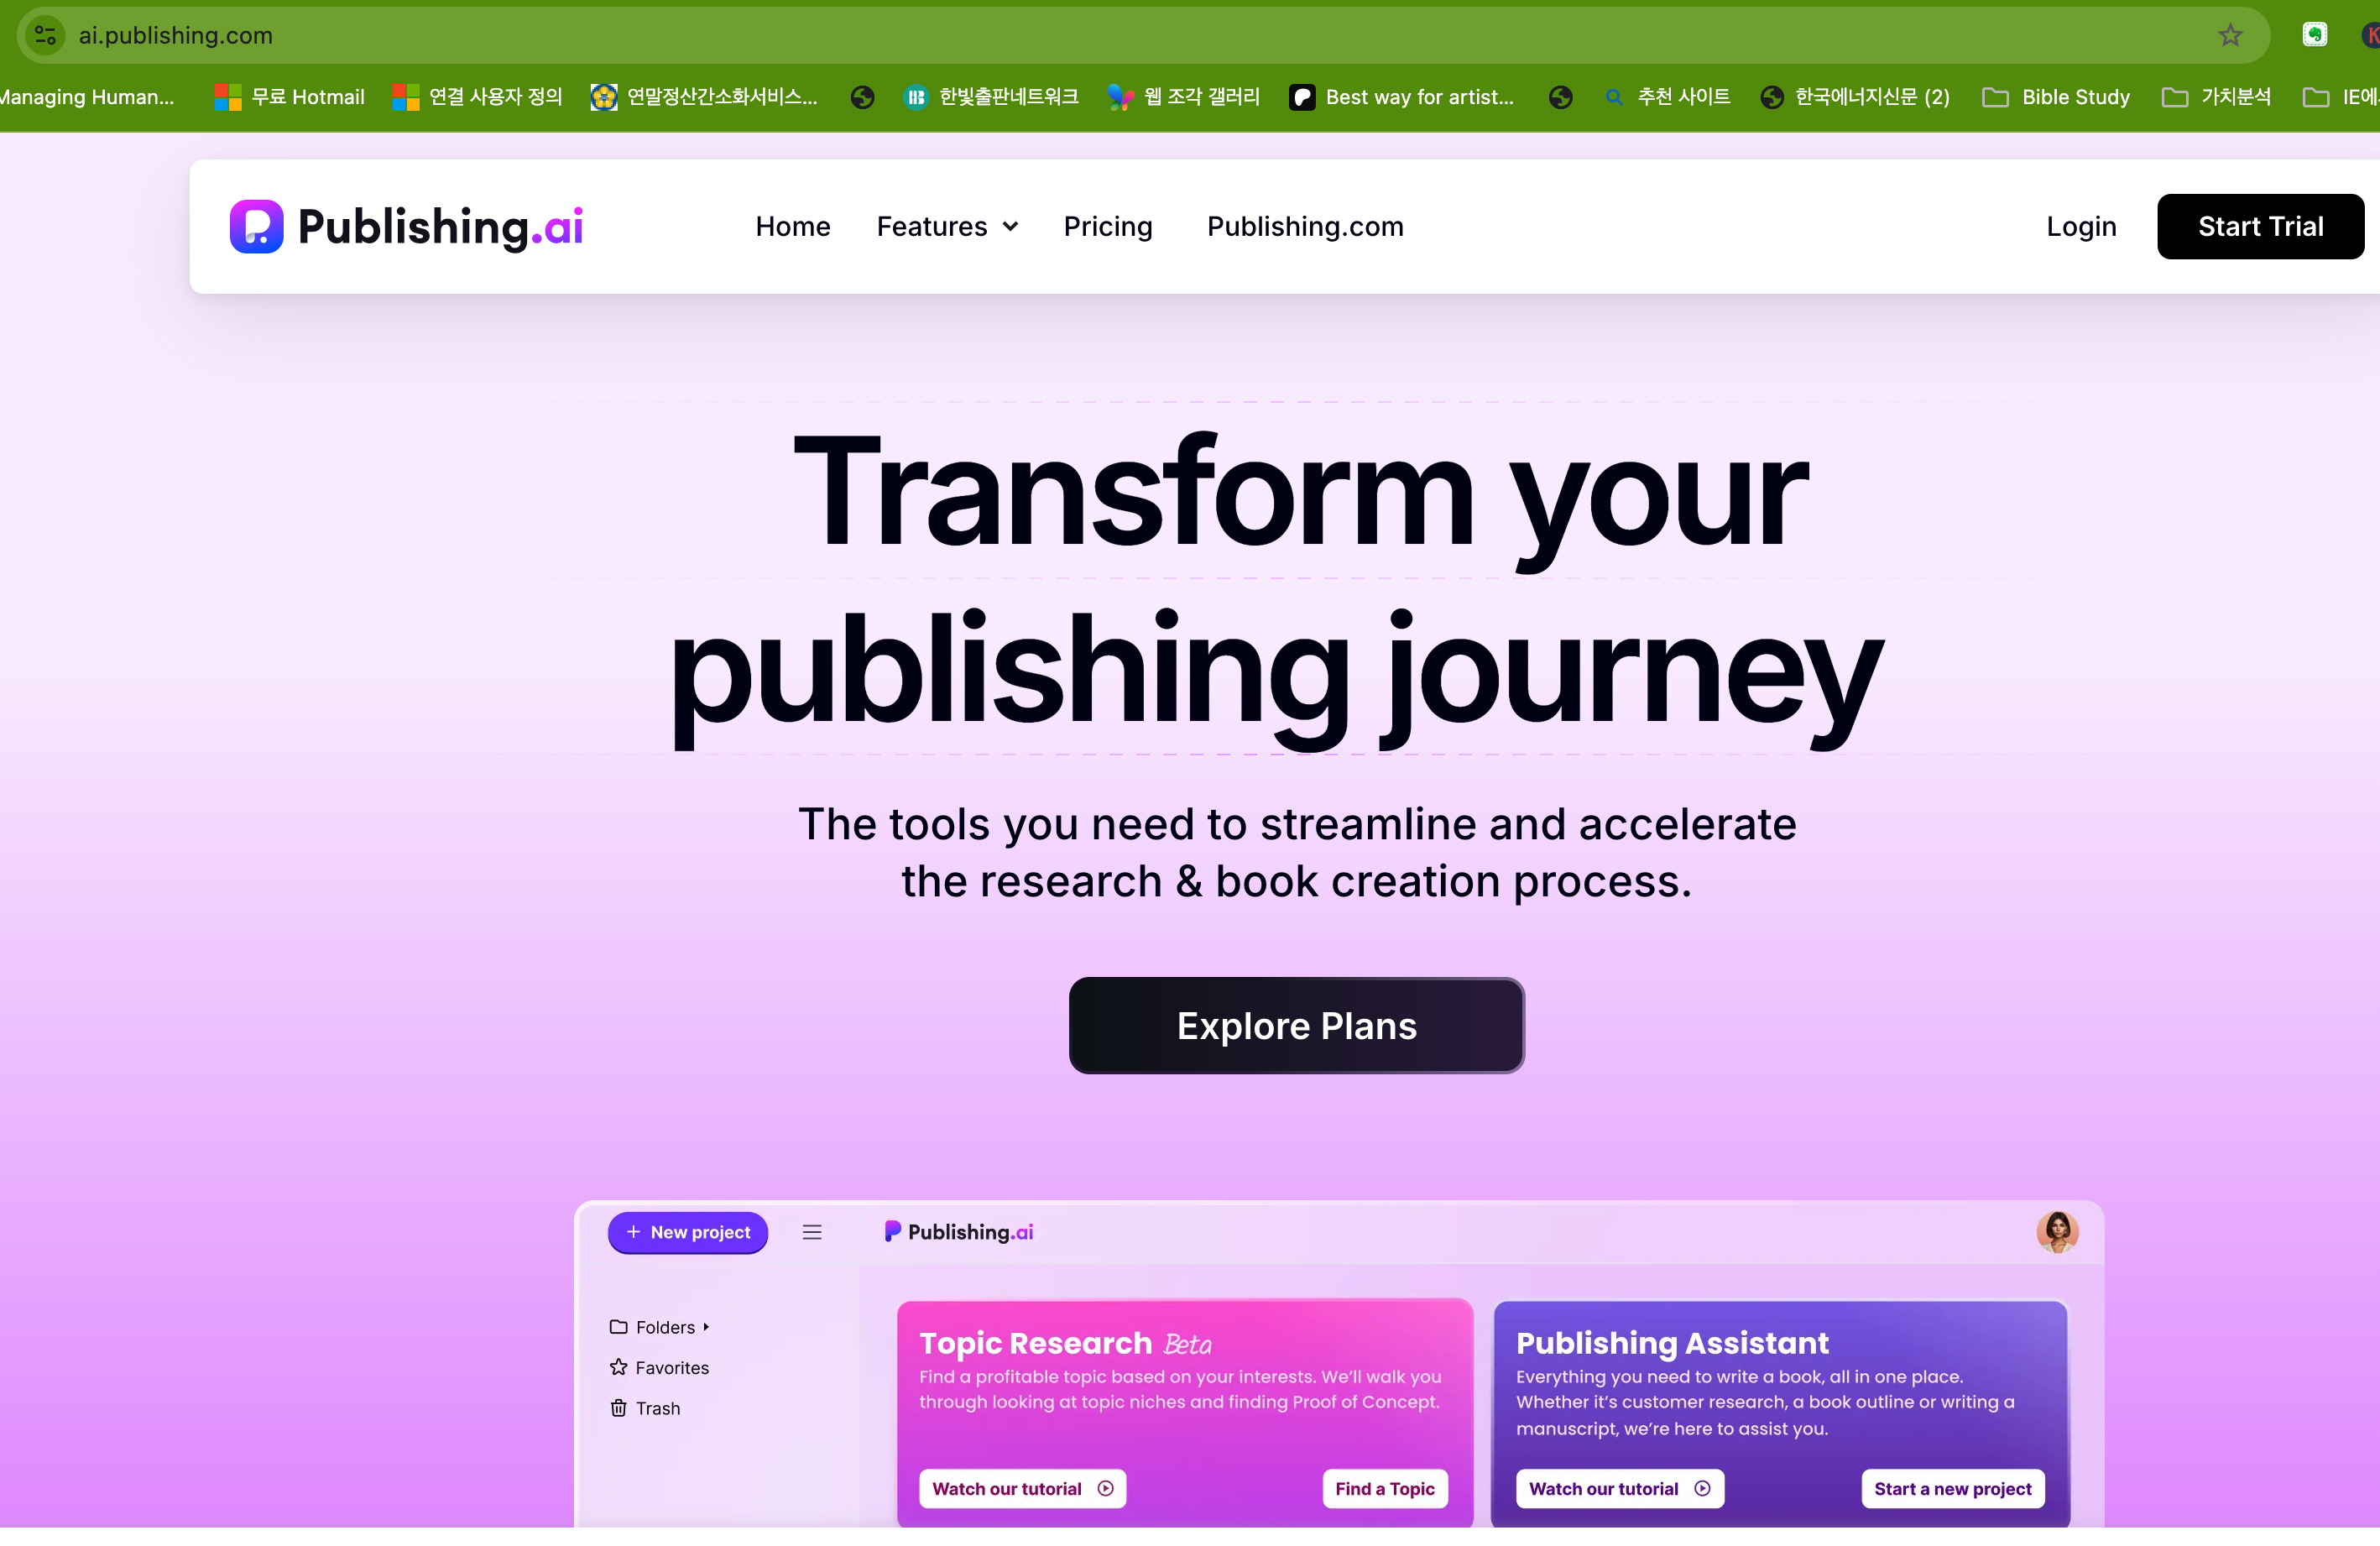 ai.publishing.com
Managing Human...
무료 Hotmail
연결 사용자 정의
연말정산간소화서비스...
한빛출판네트워크
웹 조각 갤러리
Best way for artist...
추천 사이트
한국에너지신문 (2)
Bible Study
가치분석
Publishing.ai
Home
Features
Pricing
Publishing.com
Login
Start Trial
Transform your
publishing journey
The tools you need to streamline and accelerate
the research & book creation process.
Explore Plans
+ New project
Publishing.ai
Folders
Favorites
Trash
Topic Research Beta
Find a profitable topic based on your interests. We’ll walk you
through looking at topic niches and finding Proof of Concept.
Watch our tutorial
Find a Topic
Publishing Assistant
Everything you need to write a book, all in one place.
Whether it’s customer research, a book outline or writing a
manuscript, we’re here to assist you.
Watch our tutorial
Start a new project